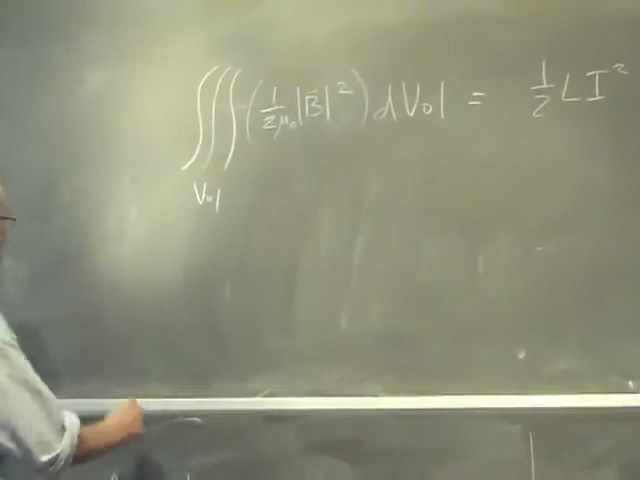 ∭ (1/2μ₀ |B⃗|²) dVol = 1/2 LI²
Vol